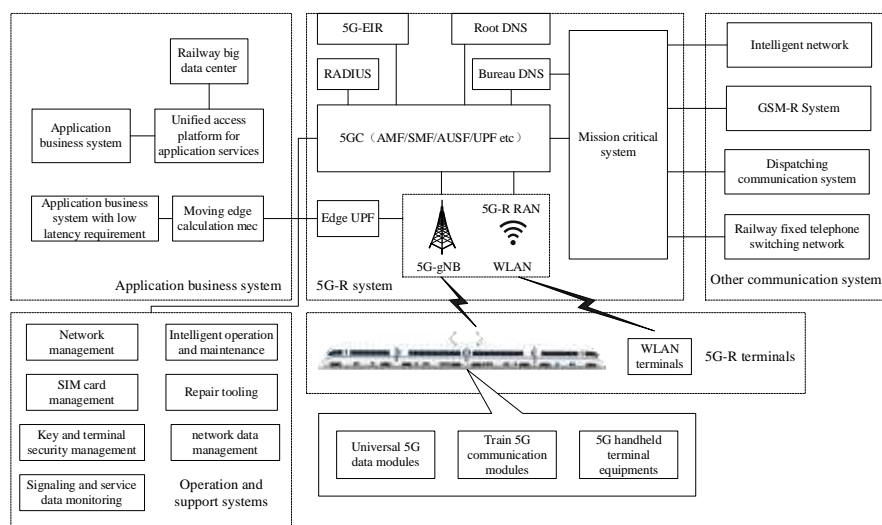 Railway big
data center
Application
business system
Unified access
platform for
application services
Application business
system with low
latency requirement
Moving edge
calculation mec
Application business system
5G-EIR
Root DNS
RADIUS
Bureau DNS
5GC（AMF/SMF/AUSF/UPF etc）
Mission critical
system
Edge UPF
5G-R RAN
5G-gNB
WLAN
5G-R system
Intelligent network
GSM-R System
Dispatching
communication system
Railway fixed telephone
switching network
Other communication system
Network
management
Intelligent operation
and maintenance
SIM card
management
Repair tooling
Key and terminal
security management
network data
management
Signaling and service
data monitoring
Operation and
support systems
WLAN
terminals
5G-R terminals
Universal 5G
data modules
Train 5G
communication
modules
5G handheld
terminal
equipments